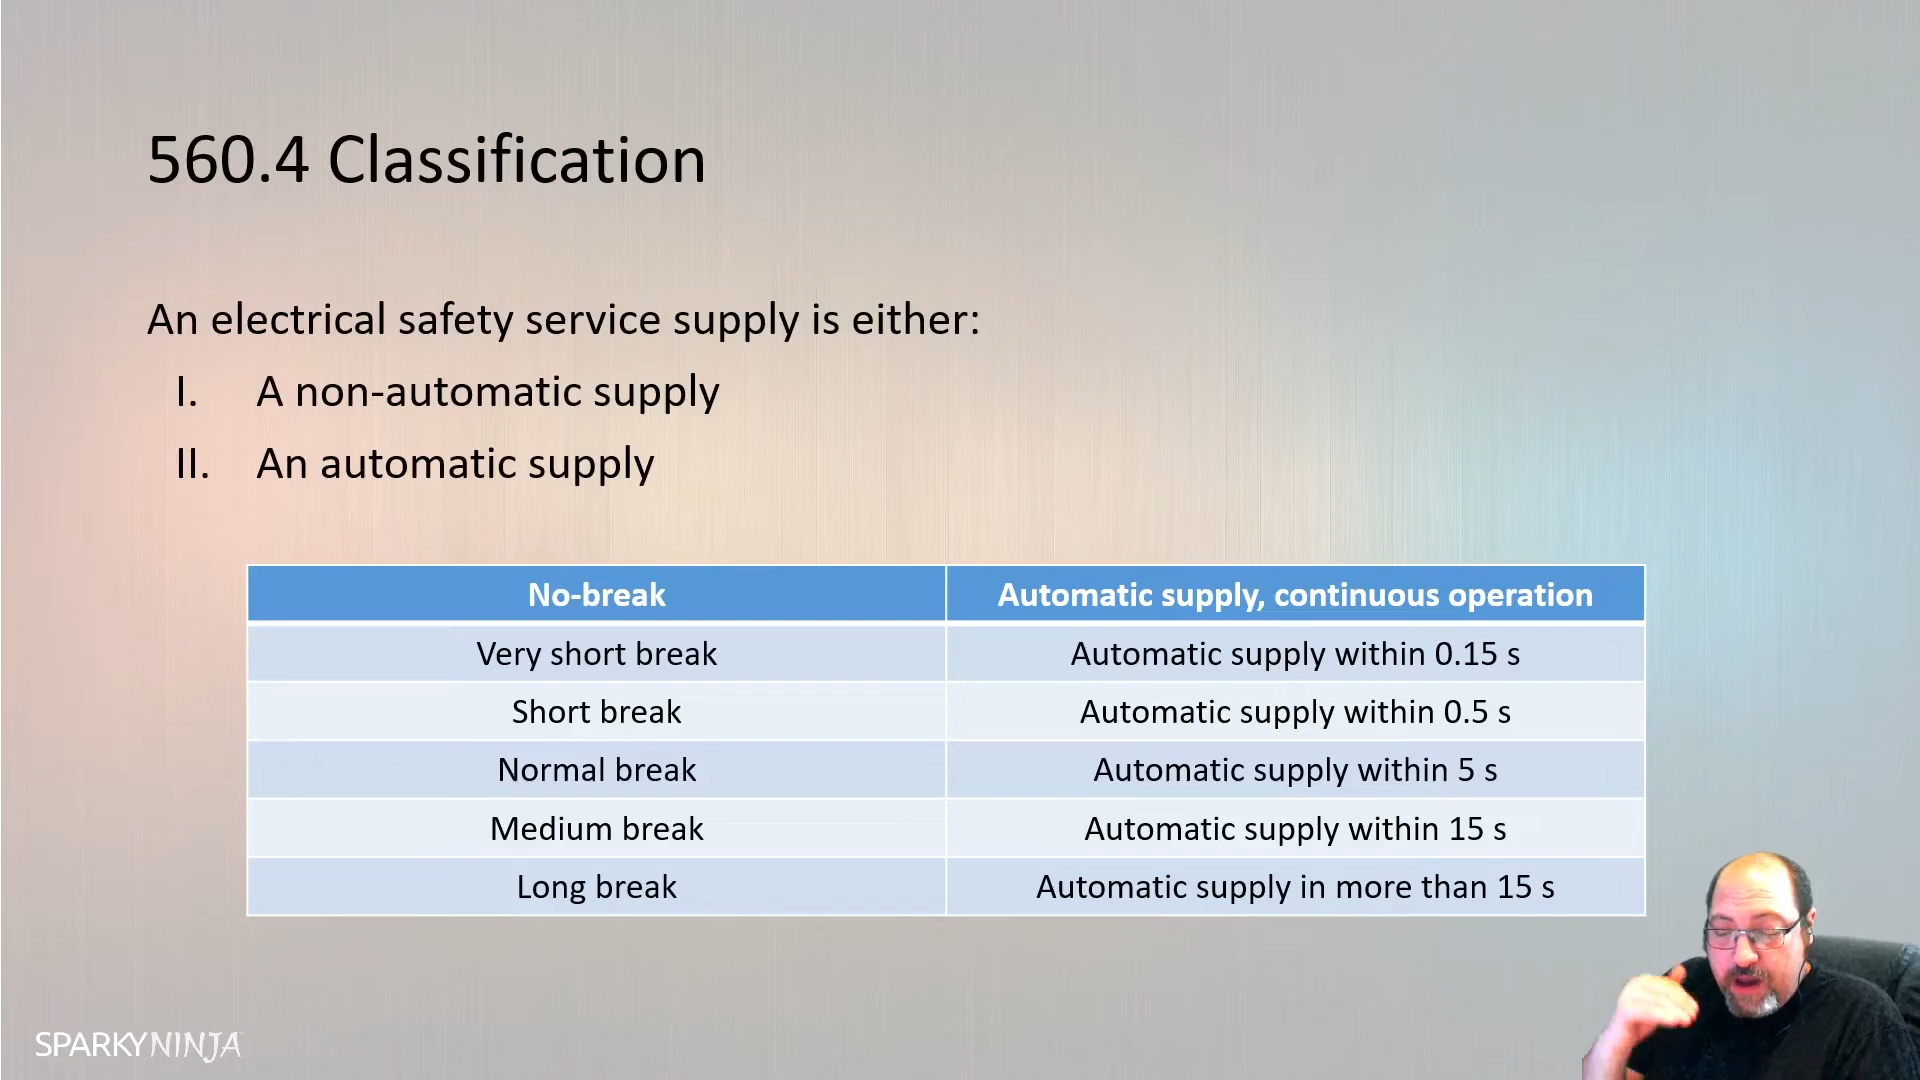 560.4 Classification
An electrical safety service supply is either:
I. A non-automatic supply
II. An automatic supply
No-break Automatic supply, continuous operation
Very short break Automatic supply within 0.15 s
Short break Automatic supply within 0.5 s
Normal break Automatic supply within 5 s
Medium break Automatic supply within 15 s
Long break Automatic supply in more than 15 s
SPARKYNINJA